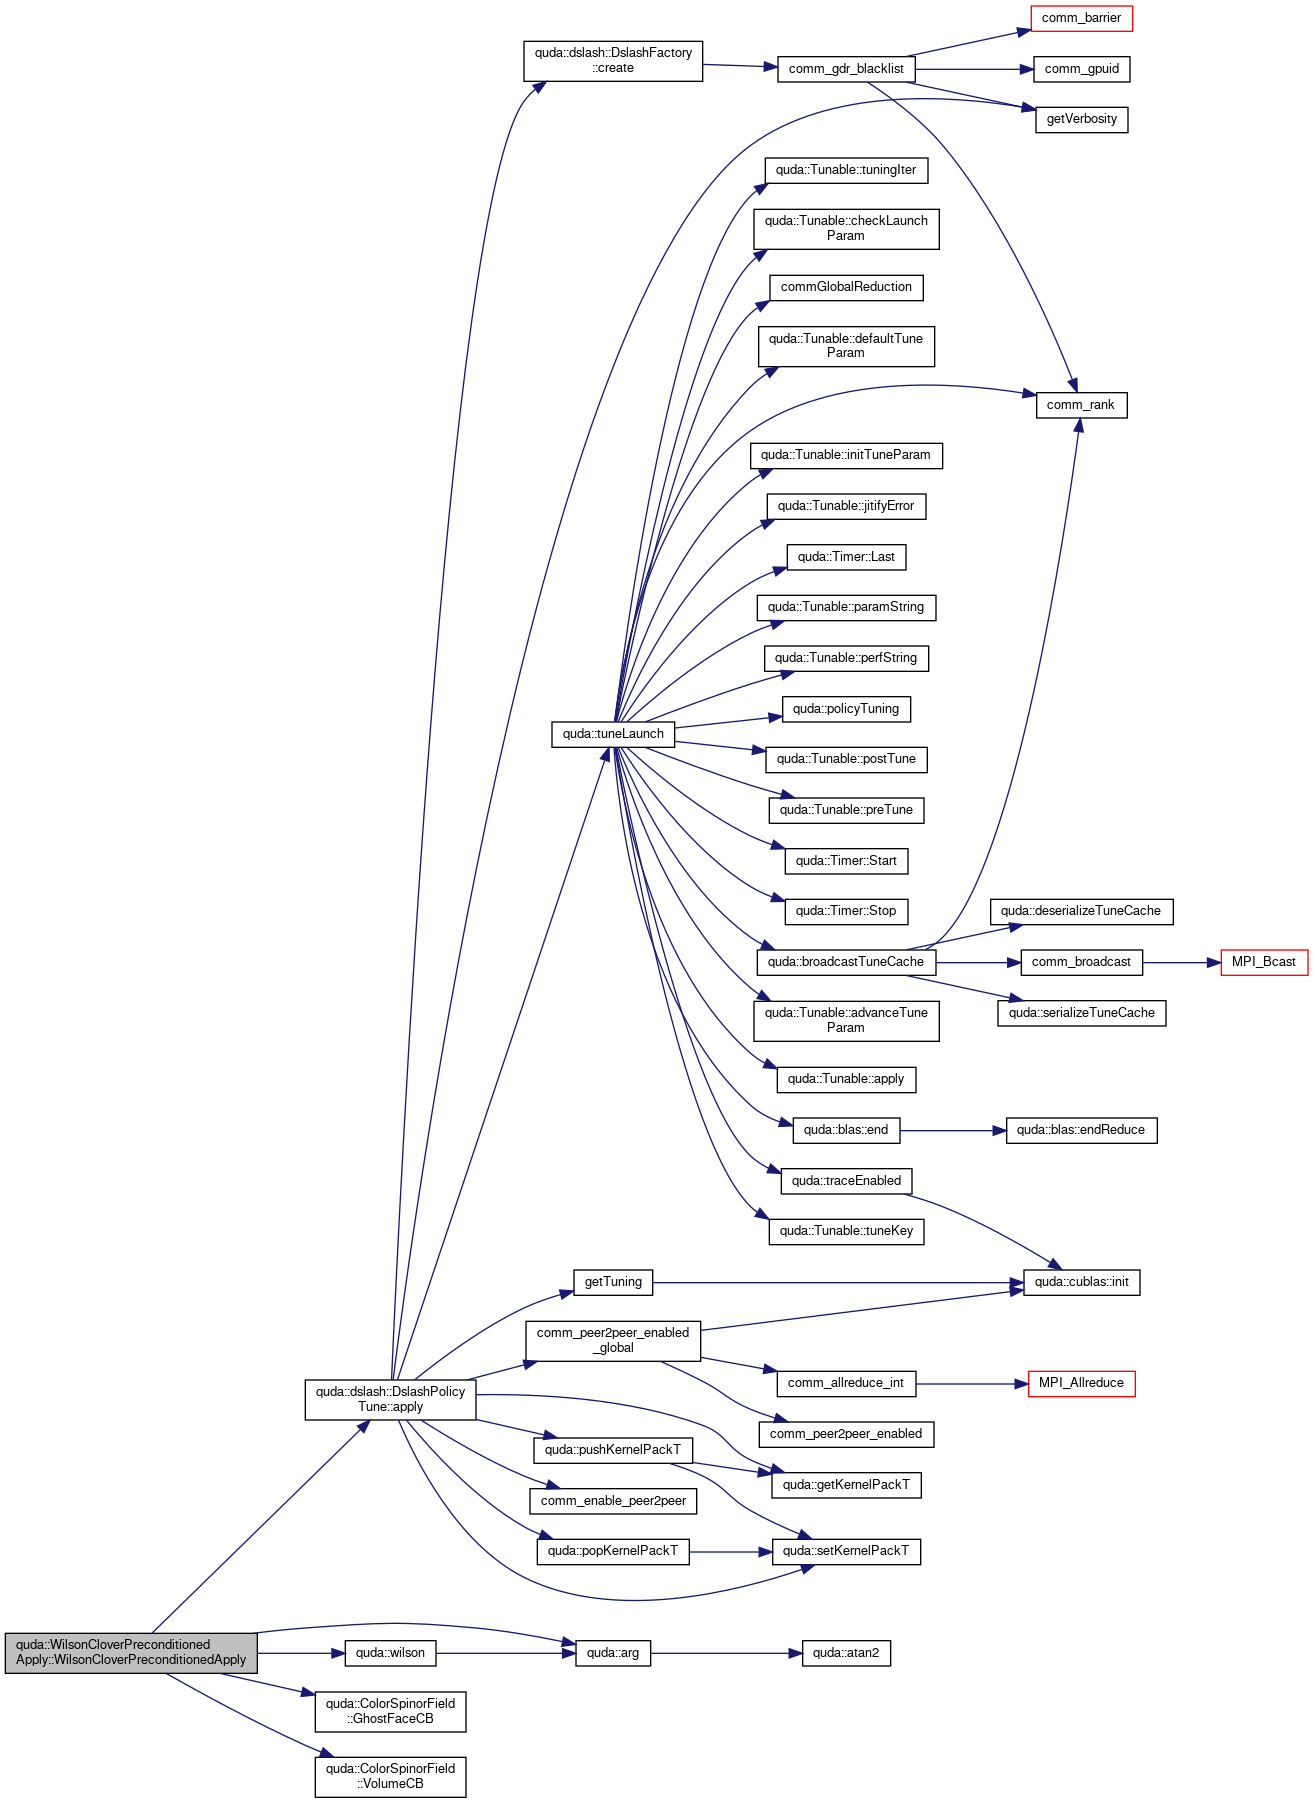 comm_barrier
quda::dslash::DslashFactory
::create
comm_gdr_blacklist
comm_gpuid
getVerbosity
quda::Tunable::tuningIter
quda::Tunable::checkLaunch
Param
commGlobalReduction
quda::Tunable::defaultTune
Param
comm_rank
quda::Tunable::initTuneParam
quda::Tunable::jitifyError
quda::Timer::Last
quda::Tunable::paramString
quda::Tunable::perfString
quda::policyTuning
quda::tuneLaunch
quda::Tunable::postTune
quda::Tunable::preTune
quda::Timer::Start
quda::Timer::Stop
quda::deserializeTuneCache
quda::broadcastTuneCache
comm_broadcast
MPI_Bcast
quda::serializeTuneCache
quda::Tunable::advanceTune
Param
quda::Tunable::apply
quda::blas::end
quda::blas::endReduce
quda::traceEnabled
quda::Tunable::tuneKey
getTuning
quda::cublas::init
comm_peer2peer_enabled
_global
comm_allreduce_int
MPI_Allreduce
quda::dslash::DslashPolicy
Tune::apply
comm_peer2peer_enabled
quda::pushKernelPackT
quda::getKernelPackT
comm_enable_peer2peer
quda::popKernelPackT
quda::setKernelPackT
quda::WilsonCloverPreconditioned
Apply::WilsonCloverPreconditionedApply
quda::wilson
quda::arg
quda::atan2
quda::ColorSpinorField
::GhostFaceCB
quda::ColorSpinorField
::VolumeCB